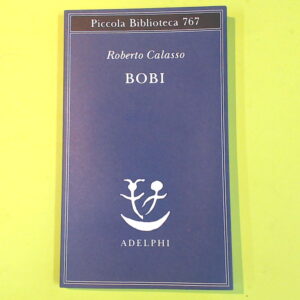 Piccola Biblioteca 767
Roberto Calasso
BOBI
ADELPHI